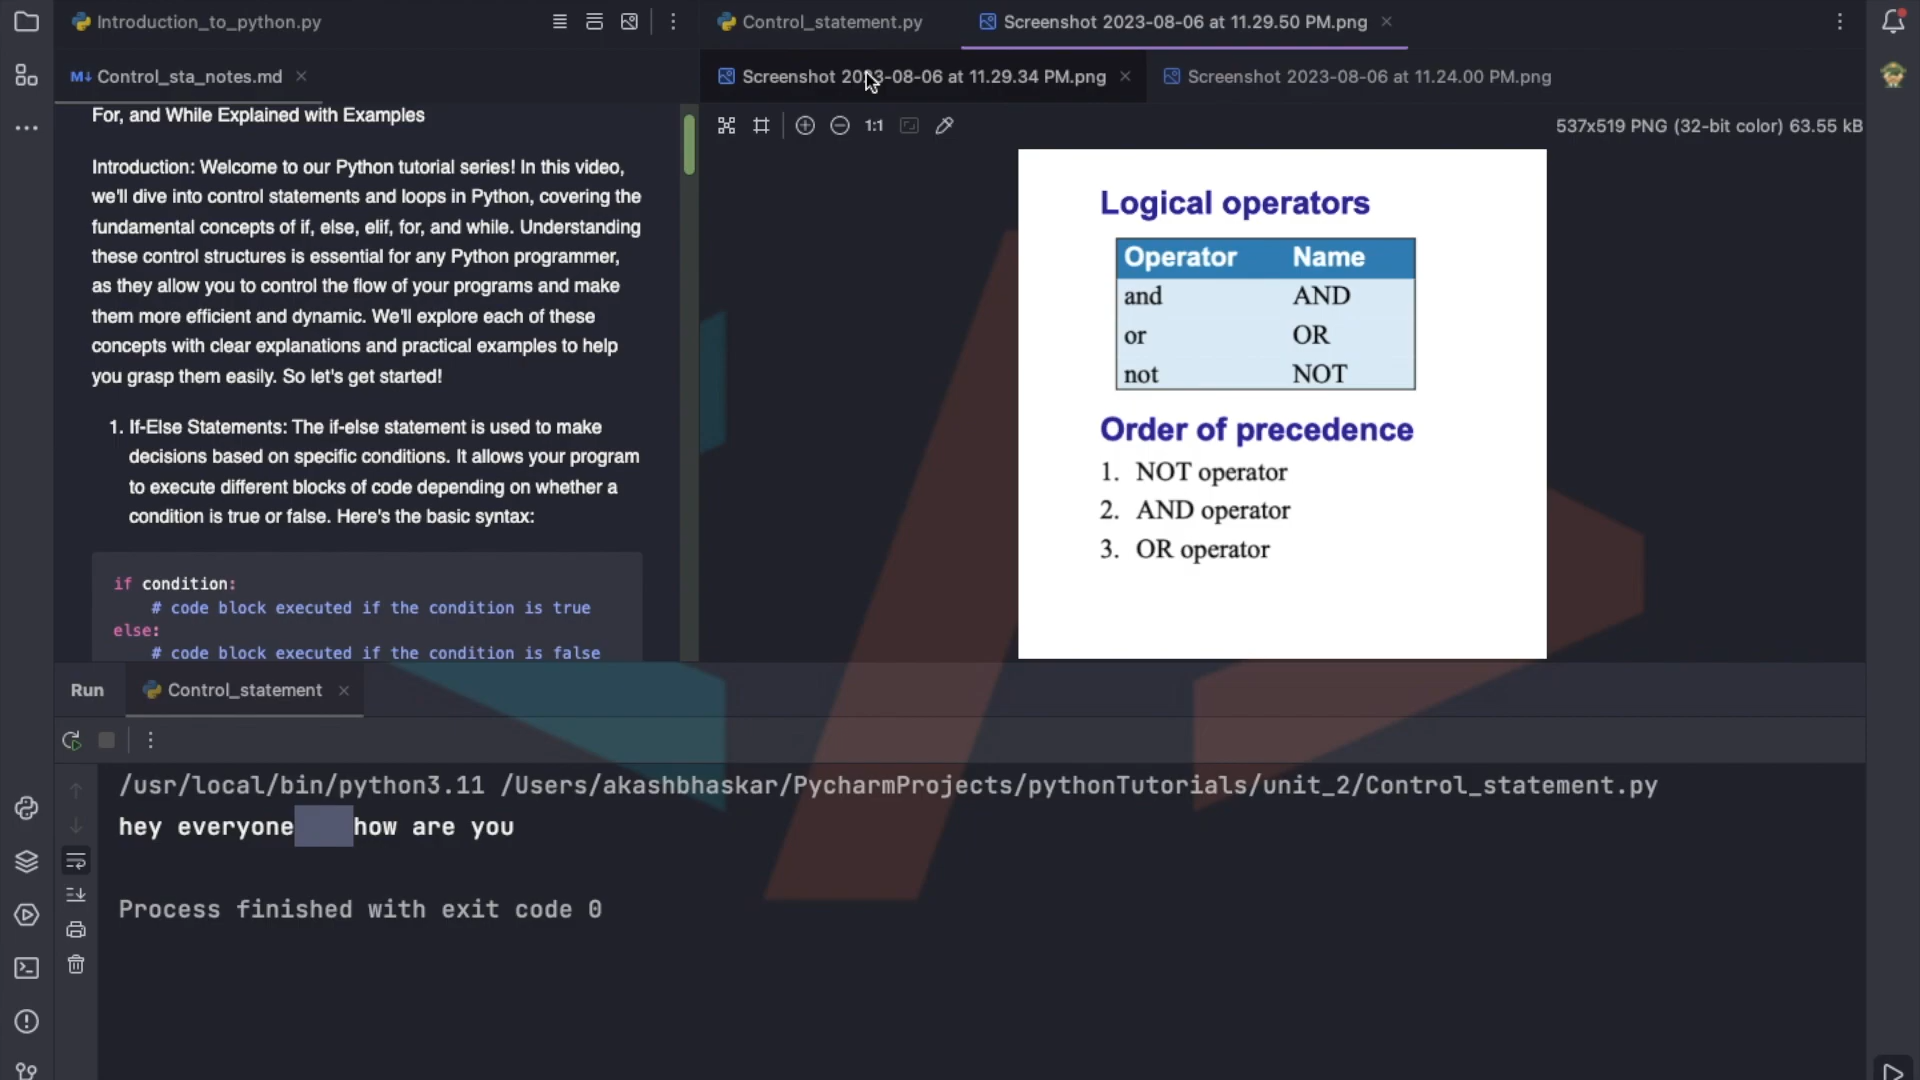 Introduction_to_python.py
Control_statement.py
Screenshot 2023-08-06 at 11.29.50 PM.png
M↓ Control_sta_notes.md
Screenshot 2023-08-06 at 11.29.34 PM.png
Screenshot 2023-08-06 at 11.24.00 PM.png
1:1
537x519 PNG (32-bit color) 63.55 kB
For, and While Explained with Examples
Introduction: Welcome to our Python tutorial series! In this video,
we'll dive into control statements and loops in Python, covering the
fundamental concepts of if, else, elif, for, and while. Understanding
these control structures is essential for any Python programmer,
as they allow you to control the flow of your programs and make
them more efficient and dynamic. We'll explore each of these
concepts with clear explanations and practical examples to help
you grasp them easily. So let's get started!
1. If-Else Statements: The if-else statement is used to make
decisions based on specific conditions. It allows your program
to execute different blocks of code depending on whether a
condition is true or false. Here's the basic syntax:
if condition:
# code block executed if the condition is true
else:
# code block executed if the condition is false
Logical operators
Operator Name
and AND
or OR
not NOT
Order of precedence
1. NOT operator
2. AND operator
3. OR operator
Run
Control_statement
/usr/local/bin/python3.11 /Users/akashbhaskar/PycharmProjects/pythonTutorials/unit_2/Control_statement.py
hey everyone    how are you
Process finished with exit code 0